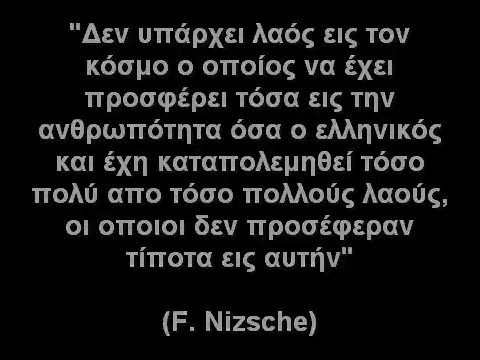 "Δεν υπάρχει λαός εις τον
κόσμο ο οποίος να έχει
προσφέρει τόσα εις την
ανθρωπότητα όσα ο ελληνικός
και έχη καταπολεμηθεί τόσο
πολύ απο τόσο πολλούς λαούς,
οι οποιοι δεν προσέφεραν
τίποτα εις αυτήν"
(F. Nizsche)